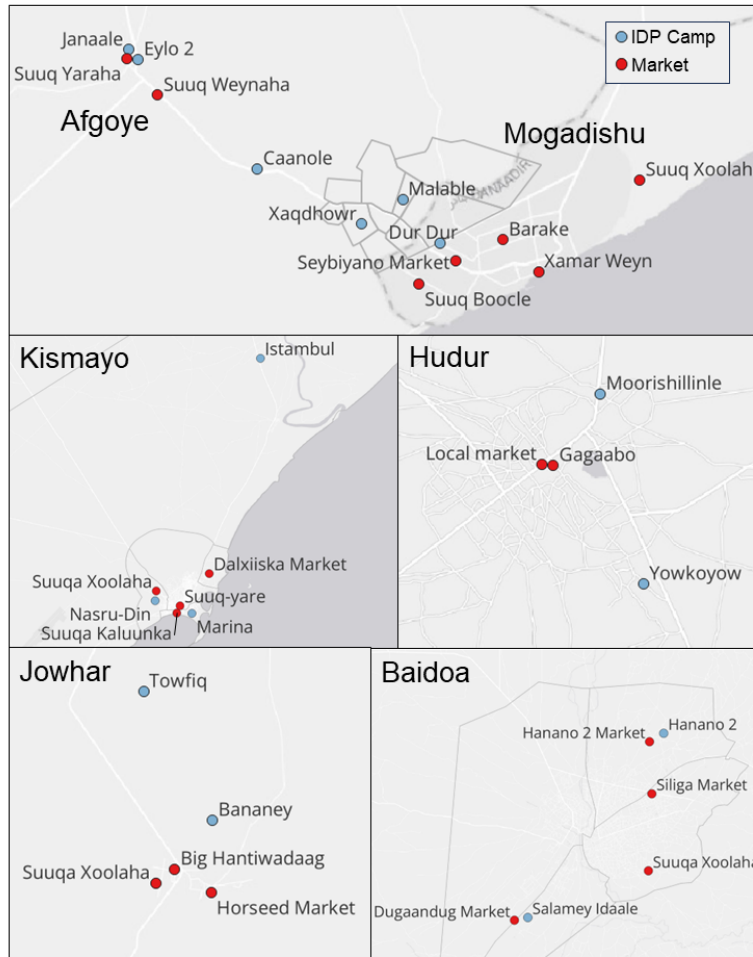 IDP Camp
Market
Janaale
Eylo 2
Suuq Yaraha
Suuq Weynaha
Afgoye
Mogadishu
Caanole
Suuq Xoolah
Malable
Xaqdhowr
Dur Dur
Barake
Seybiyano Market
Xamar Weyn
Suuq Boocle
Kismayo
Istambul
Dalxiiska Market
Suuqa Xoolaha
Suuq-yare
Nasru-Din
Suuqa Kaluunka
Marina
Hudur
Moorishillinle
Local market
Gagaabo
Yowkoyow
Jowhar
Towfiq
Bananey
Big Hantiwadaag
Suuqa Xoolaha
Horseed Market
Baidoa
Hanano 2 Market
Hanano 2
Siliga Market
Suuqa Xoolaha
Dugaandug Market
Salamey Idaale